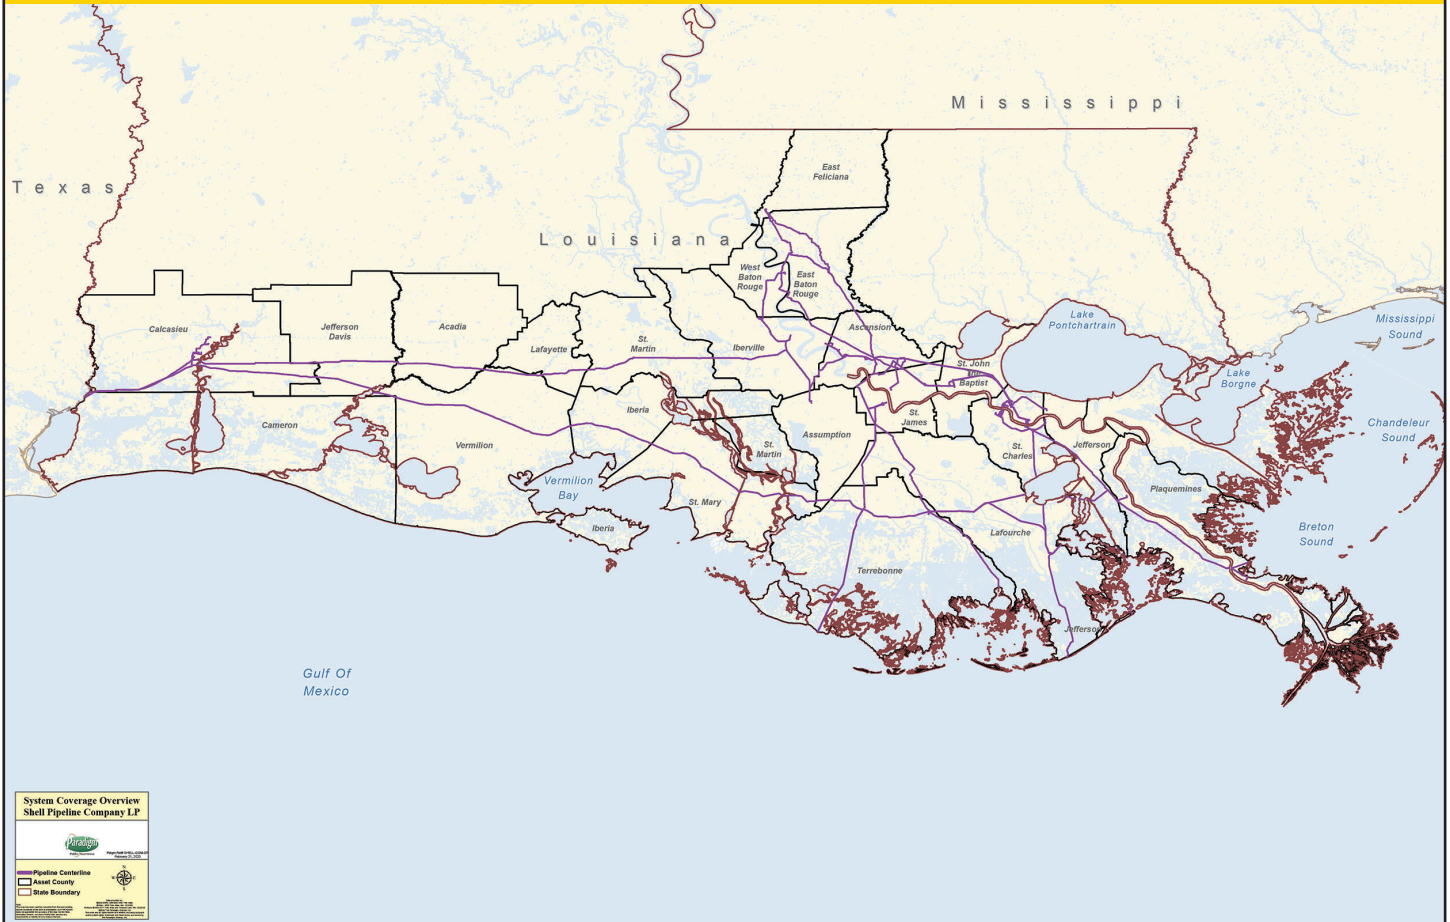 Mississippi
Texas
Louisiana
East
Feliciana
West
Baton
Rouge
East
Baton
Rouge
Calcasieu
Jefferson
Davis
Acadia
Lafayette
St.
Martin
Iberville
Ascension
Lake
Pontchartrain
Mississippi
Sound
St. John
Baptist
Lake
Borgne
Cameron
Vermilion
Iberia
St.
Martin
Assumption
St.
James
St.
Charles
Jefferson
Chandeleur
Sound
Vermilion
Bay
Iberia
St. Mary
Plaquemines
Lafourche
Breton
Sound
Terrebonne
Jefferson
Gulf Of
Mexico
System Coverage Overview
Shell Pipeline Company LP
Paradigm
February 21, 2020
Pipeline Centerline
Asset County
State Boundary
N
W
E
S